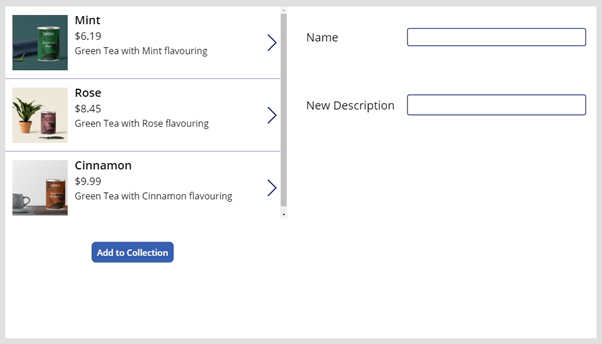 Mint
$6.19
Green Tea with Mint flavouring
Rose
$8.45
Green Tea with Rose flavouring
Cinnamon
$9.99
Green Tea with Cinnamon flavouring
Add to Collection
Name
New Description